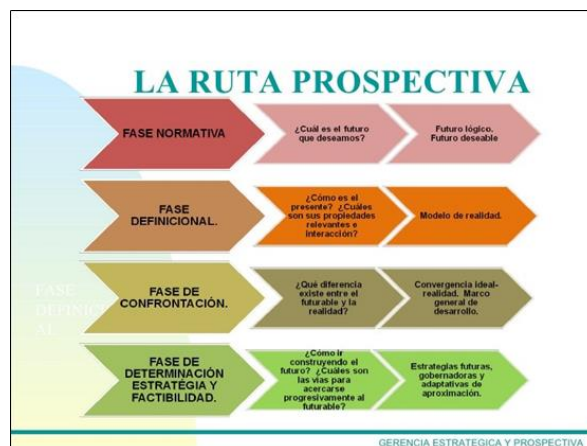 LA RUTA PROSPECTIVA
FASE NORMATIVA
¿Cuál es el futuro
que deseamos?
Futuro lógico.
Futuro deseable
FASE
DEFINICIONAL.
¿Cómo es el
presente? ¿Cuáles
son sus propiedades
relevantes e
interacción?
Modelo de realidad.
FASE
DEFINICI
AL
FASE DE
CONFRONTACIÓN.
¿Qué diferencia
existe entre el
futurable y la
realidad?
Convergencia ideal-
realidad. Marco
general de
desarrollo.
FASE DE
DETERMINACIÓN
ESTRATÉGIA Y
FACTIBILIDAD.
¿Cómo ir
construyendo el
futuro? ¿Cuáles son
las vías para
acercarse
progresivamente al
futurable?
Estrategias futuras,
gobernadoras y
adaptativas de
aproximación.
GERENCIA ESTRATEGICA Y PROSPECTIVA